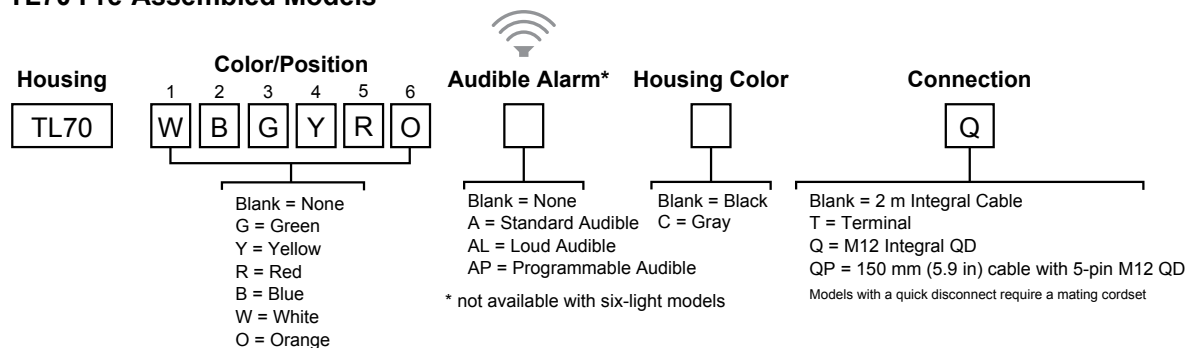 TL70 Pre-Assembled Models
Housing
Color/Position
Audible Alarm*
Housing Color
Connection
1 2 3 4 5 6
TL70
W B G Y R O
Q
Blank = None
G = Green
Y = Yellow
R = Red
B = Blue
W = White
O = Orange
Blank = None
A = Standard Audible
AL = Loud Audible
AP = Programmable Audible
* not available with six-light models
Blank = Black
C = Gray
Blank = 2 m Integral Cable
T = Terminal
Q = M12 Integral QD
QP = 150 mm (5.9 in) cable with 5-pin M12 QD
Models with a quick disconnect require a mating cordset